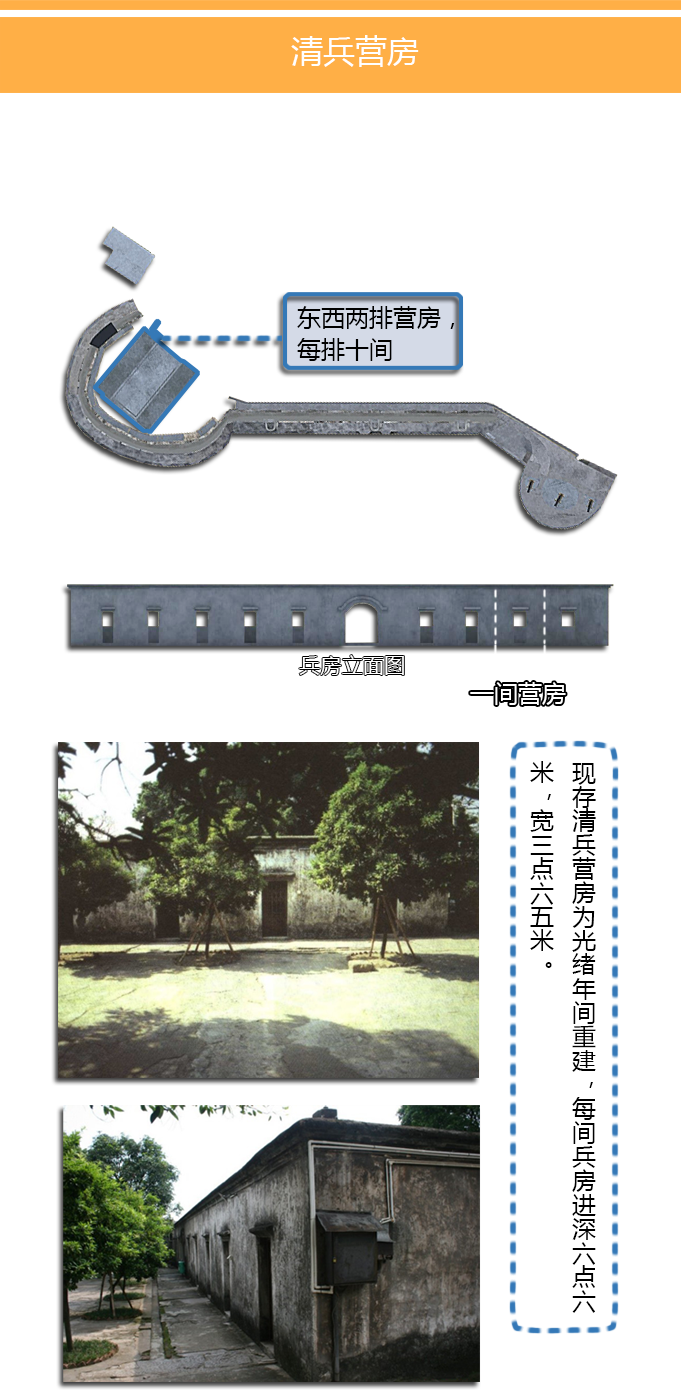 清兵营房
东西两排营房，
每排十间
兵房立面图
一间营房
现存清兵营房为光绪年间重建，每间兵房进深六点六
米，宽三点六五米。